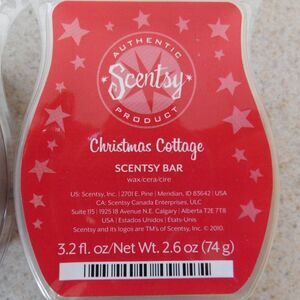 AUTHENTIC
Scentsy
PRODUCT
Christmas Cottage
SCENTSY BAR
wax/cera/cire
US: Scentsy, Inc. | 2701 E. Pine | Meridian, ID 83642 | USA
CA: Scentsy Canada Enterprises, ULC
Suite 115 | 1925 18 Avenue N.E. Calgary | Alberta T2E 7T8
USA | Estados Unidos | États-Unis
Scentsy and its logos are TM's of Scentsy, Inc. © 2010.
3.2 fl. oz/Net Wt. 2.6 oz (74 g)